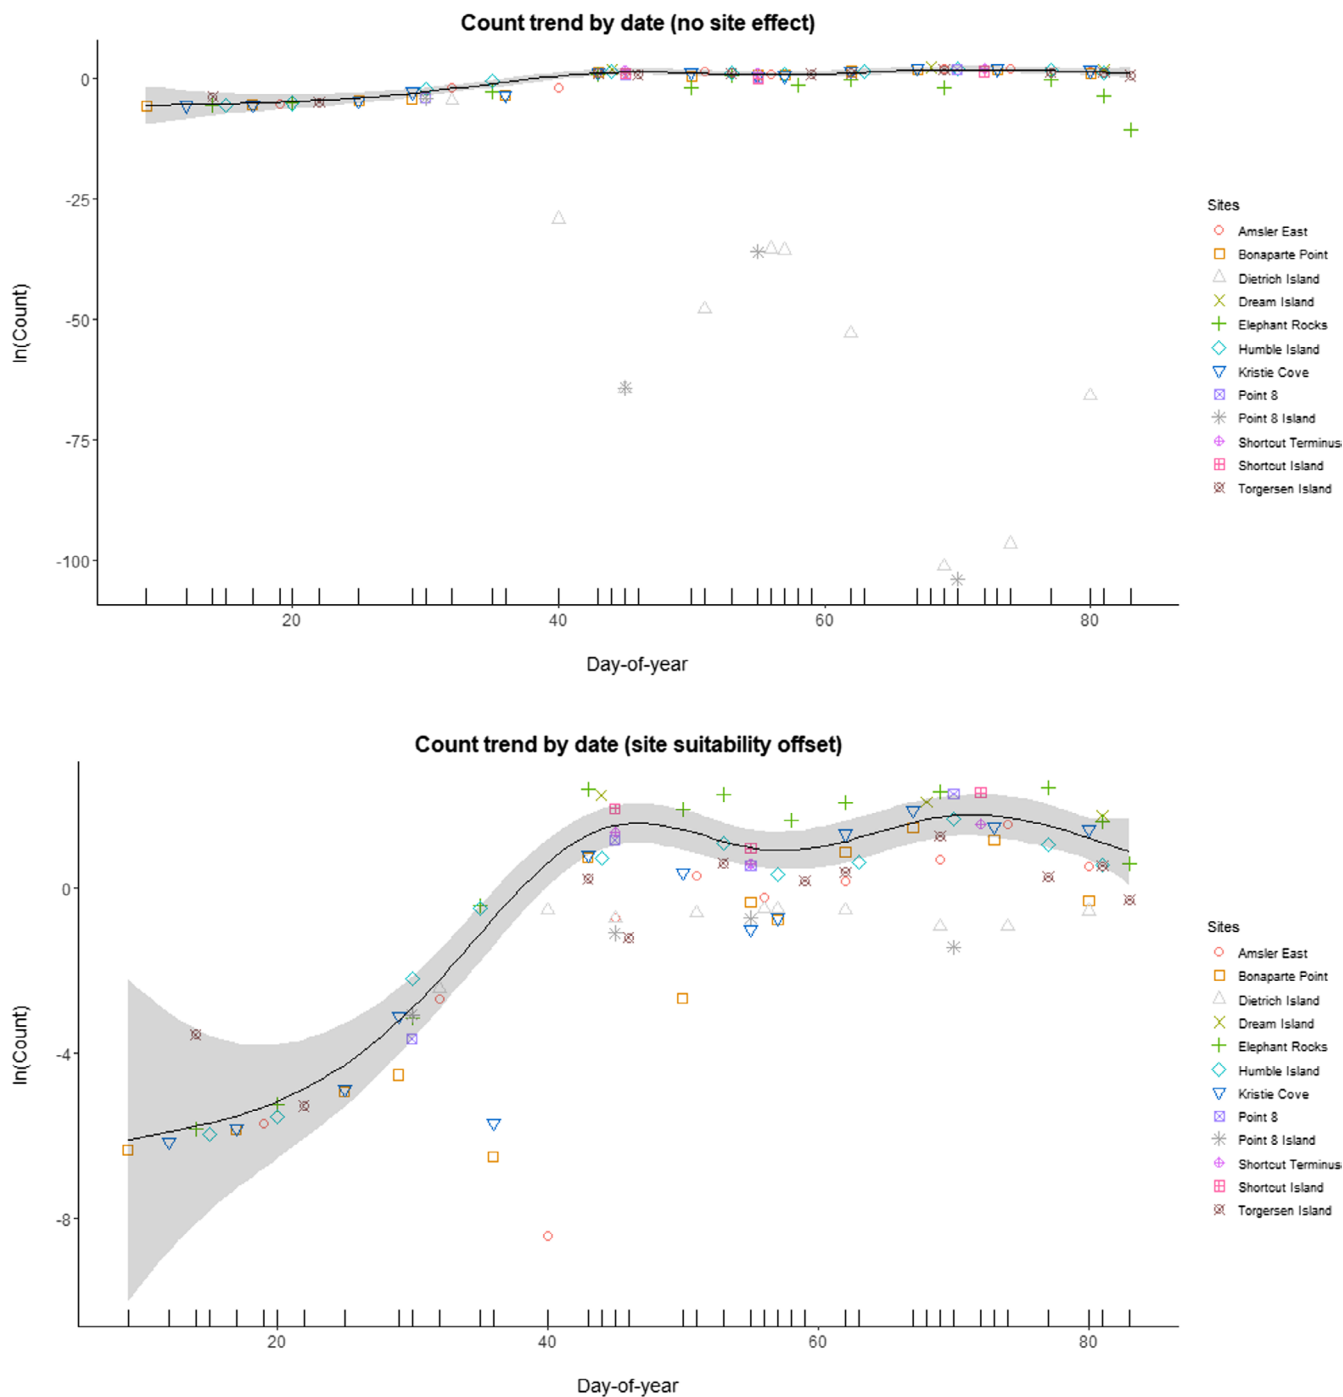 Count trend by date (no site effect)
0
-25
-50
-75
-100
ln(Count)
20
40
60
80
Day-of-year
Sites
Amsler East
Bonaparte Point
Dietrich Island
Dream Island
Elephant Rocks
Humble Island
Kristie Cove
Point 8
Point 8 Island
Shortcut Terminus
Shortcut Island
Torgersen Island
Count trend by date (site suitability offset)
0
-4
-8
ln(Count)
20
40
60
80
Day-of-year
Sites
Amsler East
Bonaparte Point
Dietrich Island
Dream Island
Elephant Rocks
Humble Island
Kristie Cove
Point 8
Point 8 Island
Shortcut Terminus
Shortcut Island
Torgersen Island